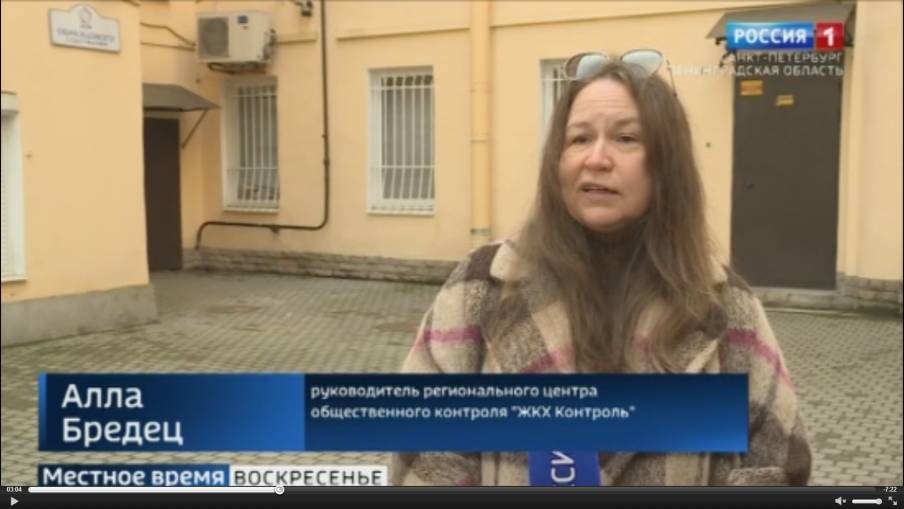 РОССИЯ 1
САНКТ-ПЕТЕРБУРГ
ЛЕНИНГРАДСКАЯ ОБЛАСТЬ
Алла
Бредец
руководитель регионального центра
общественного контроля "ЖКХ Контроль"
Местное время ВОСКРЕСЕНЬЕ
03:04
-7:22